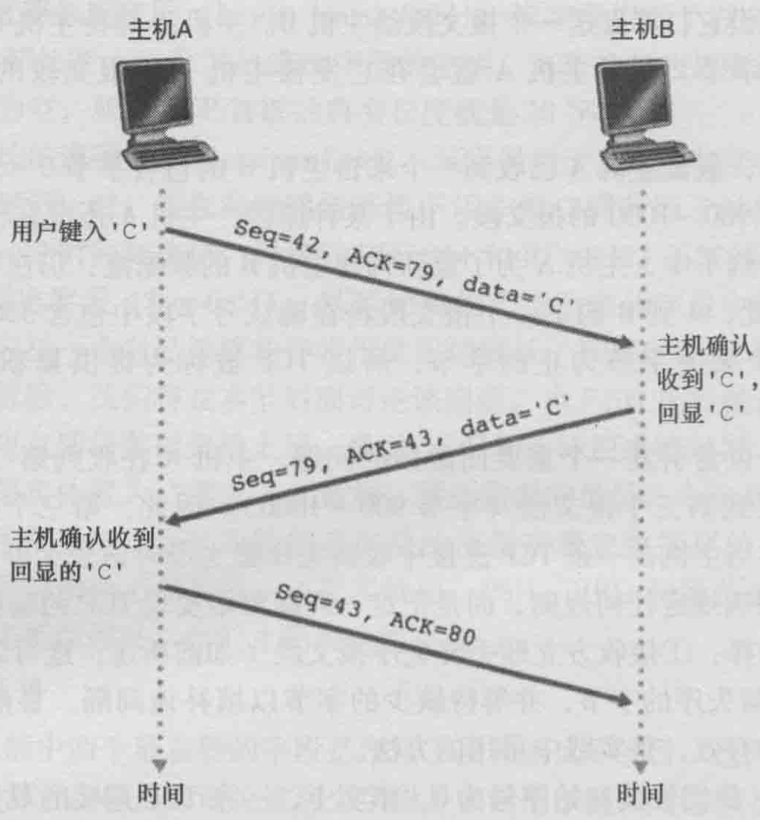 主机A
主机B
用户键入'C'
Seq=42, ACK=79, data='C'
主机确认
收到'C',
回显'C'
Seq=79, ACK=43, data='C'
主机确认收到
回显的'C'
Seq=43, ACK=80
时间
时间